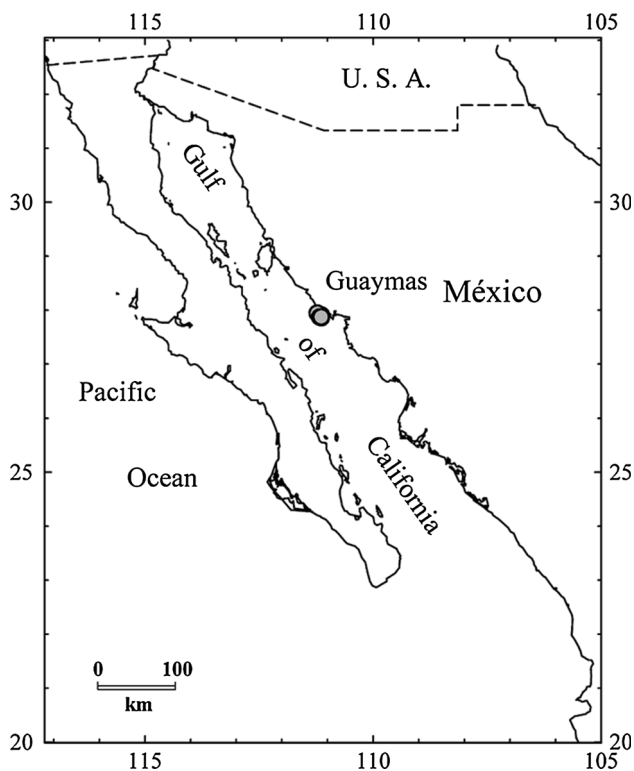 115 110 105
U. S. A.
Gulf
30 30
Guaymas
México
of
Pacific
California
25 Ocean 25
0 100
km
20 20
115 110 105